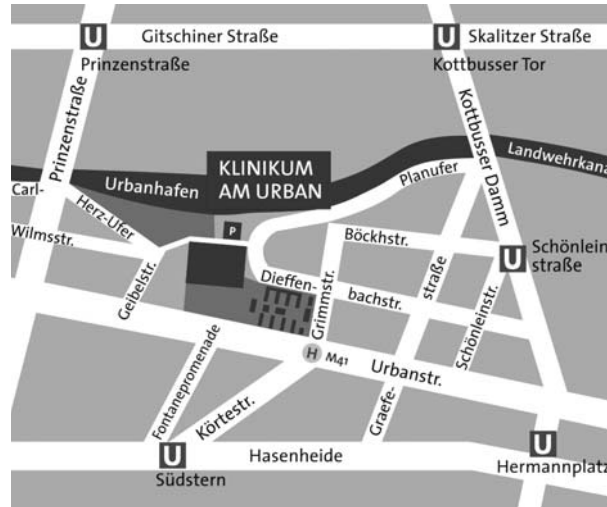 U
Gitschiner Straße
U
Skalitzer Straße
Prinzenstraße
Kottbusser Tor
Prinzenstraße
Kottbusser Damm
Landwehrkana
KLINIKUM
AM URBAN
Urbanhafen
Planufer
Carl-
Herz-Ufer
Wilmsstr.
P
Böckhstr.
U
Schönlein
straße
Geibelstr.
Dieffen-
bachstr.
Grimmstr.
straße
Schönleinstr.
H
M41
Urbanstr.
Fontanepromenade
Körtestr.
Graefe-
U
Südstern
Hasenheide
U
Hermannplatz